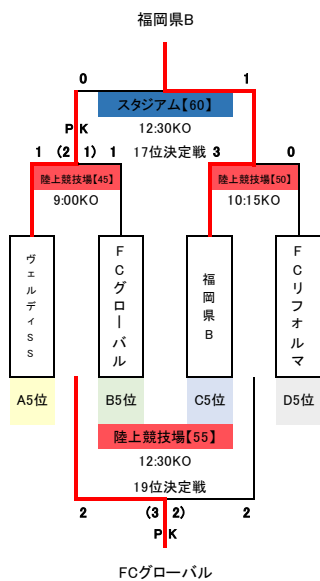 福岡県B
0 1
スタジアム【60】
PK 12:30KO
1 (2 1) 1 17位決定戦 3 0
陸上競技場【45】 陸上競技場【50】
9:00KO 10:15KO
ヴェルディSS
FCグローバル
福岡県B
FCリフォルマ
A5位 B5位 C5位 D5位
陸上競技場【55】
12:30KO
19位決定戦
2 (3 2) 2
PK
FCグローバル